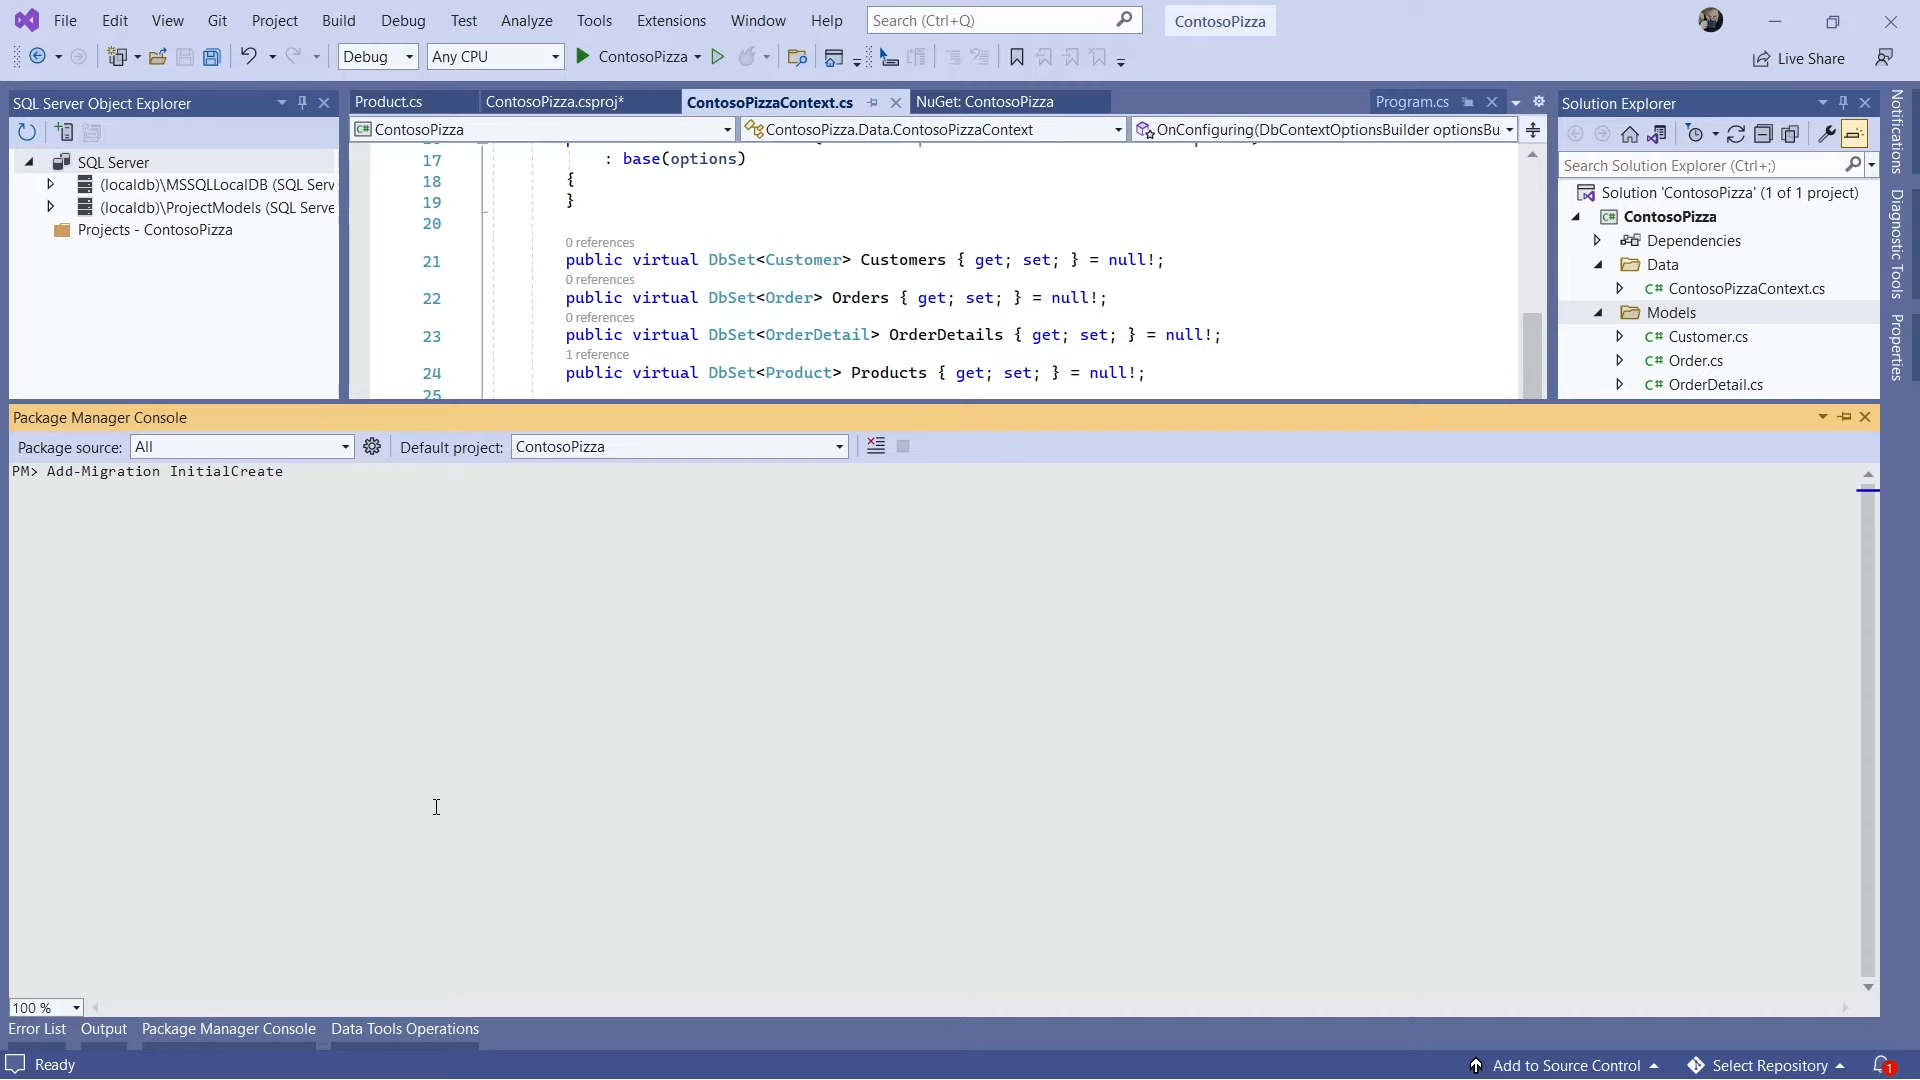 File Edit View Git Project Build Debug Test Analyze Tools Extensions Window Help Search (Ctrl+Q) ContosoPizza
Debug Any CPU ContosoPizza Live Share
SQL Server Object Explorer
SQL Server
(localdb)\MSSQLLocalDB (SQL Serv
(localdb)\ProjectModels (SQL Serve
Projects - ContosoPizza
Product.cs ContosoPizza.csproj* ContosoPizzaContext.cs NuGet: ContosoPizza Program.cs
ContosoPizza ContosoPizza.Data.ContosoPizzaContext OnConfiguring(DbContextOptionsBuilder optionsBu
17 : base(options)
18 {
19 }
20
0 references
21 public virtual DbSet<Customer> Customers { get; set; } = null!;
0 references
22 public virtual DbSet<Order> Orders { get; set; } = null!;
0 references
23 public virtual DbSet<OrderDetail> OrderDetails { get; set; } = null!;
1 reference
24 public virtual DbSet<Product> Products { get; set; } = null!;
25
Solution Explorer
Search Solution Explorer (Ctrl+;)
Solution 'ContosoPizza' (1 of 1 project)
C# ContosoPizza
Dependencies
Data
C# ContosoPizzaContext.cs
Models
C# Customer.cs
C# Order.cs
C# OrderDetail.cs
Notifications
Diagnostic Tools
Properties
Package Manager Console
Package source: All Default project: ContosoPizza
PM> Add-Migration InitialCreate
100 %
Error List Output Package Manager Console Data Tools Operations
Ready Add to Source Control Select Repository 1